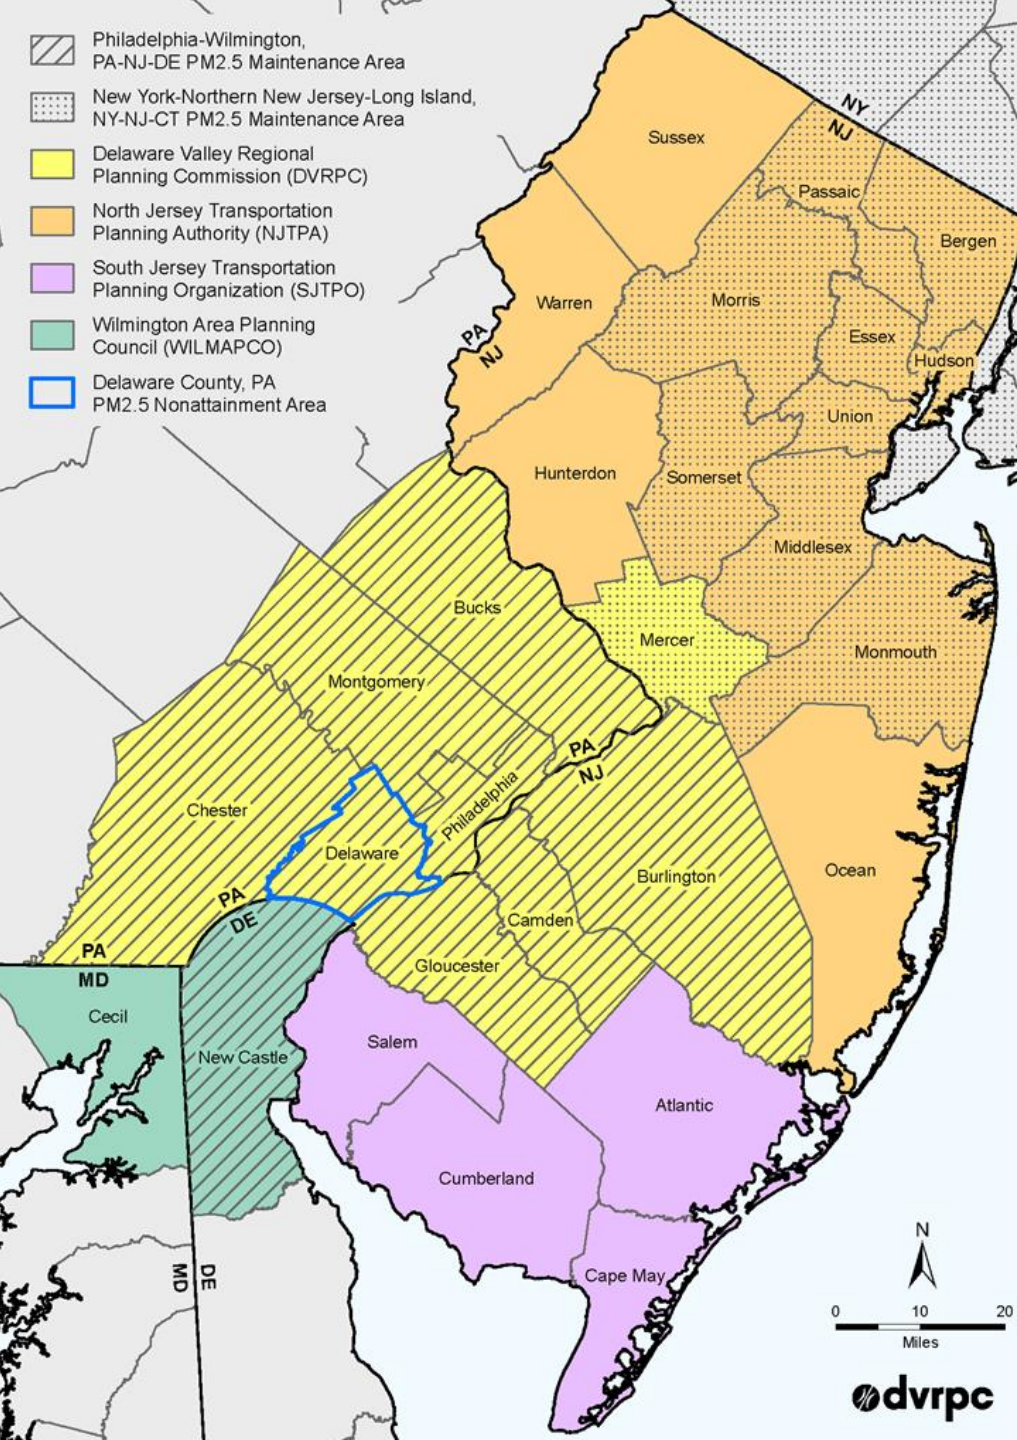 Philadelphia-Wilmington,
PA-NJ-DE PM2.5 Maintenance Area
New York-Northern New Jersey-Long Island,
NY-NJ-CT PM2.5 Maintenance Area
Delaware Valley Regional
Planning Commission (DVRPC)
North Jersey Transportation
Planning Authority (NJTPA)
South Jersey Transportation
Planning Organization (SJTPO)
Wilmington Area Planning
Council (WILMAPCO)
Delaware County, PA
PM2.5 Nonattainment Area
NY
NJ
Sussex
Passaic
Bergen
Warren
Morris
PA
NJ
Essex
Hudson
Union
Hunterdon
Somerset
Middlesex
Bucks
Mercer
Monmouth
Montgomery
PA
NJ
Philadelphia
Chester
Delaware
Ocean
Burlington
PA
DE
Camden
PA
MD
Gloucester
Cecil
Salem
New Castle
Atlantic
Cumberland
DE
MD
Cape May
N
0 10 20
Miles
dvrpc